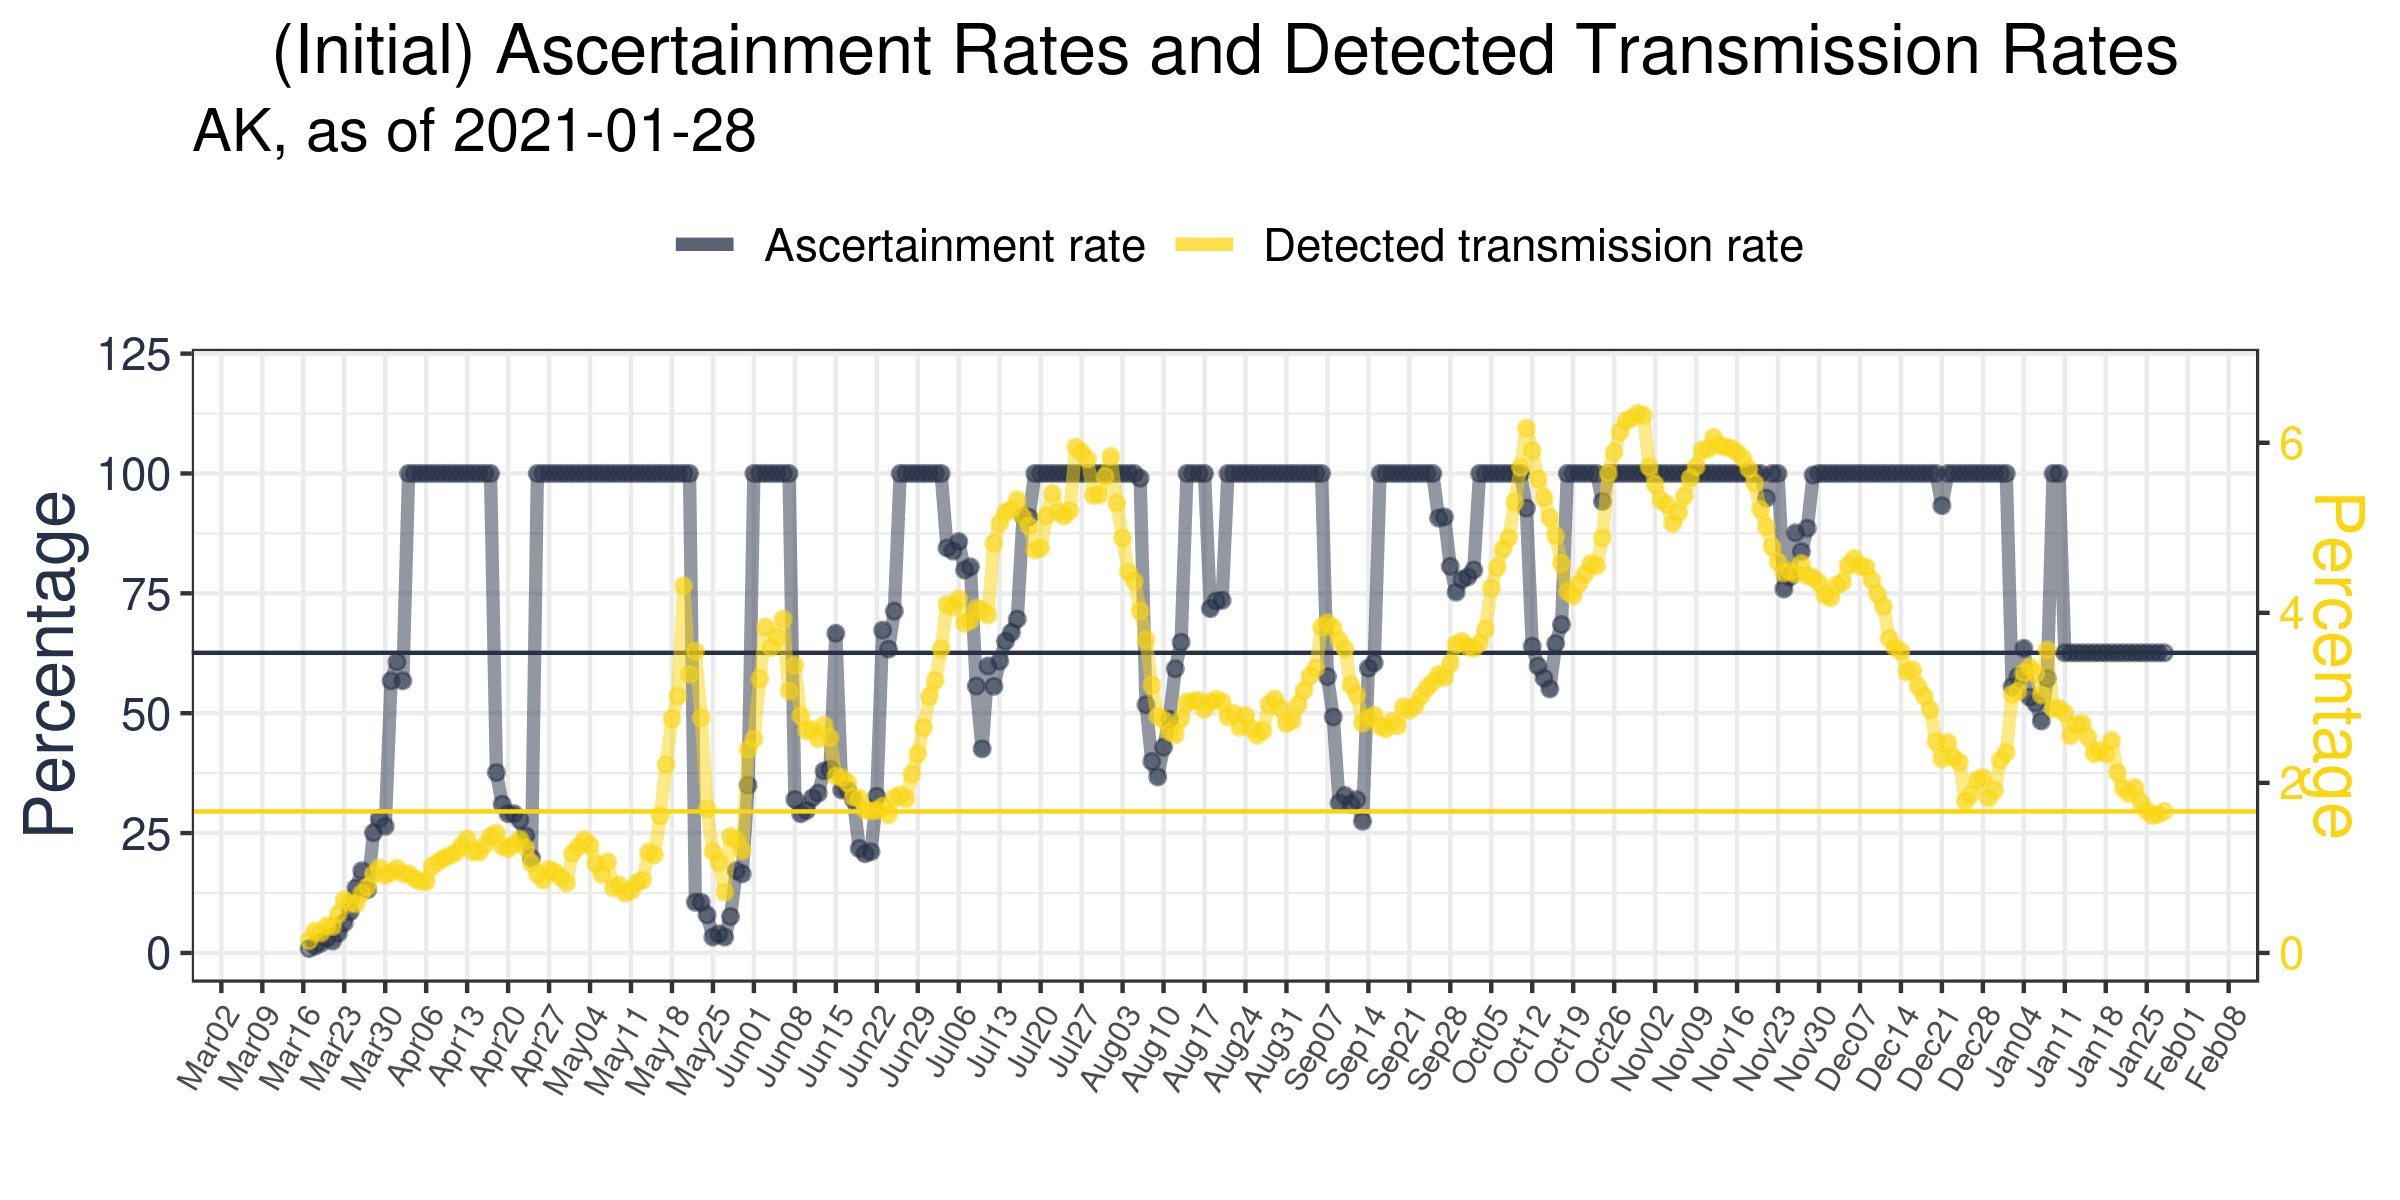 (Initial) Ascertainment Rates and Detected Transmission Rates
AK, as of 2021-01-28
Ascertainment rate
Detected transmission rate
Percentage
125
100
75
50
25
0
6
4
2
0
Percentage
Mar02
Mar09
Mar16
Mar23
Mar30
Apr06
Apr13
Apr20
Apr27
May04
May11
May18
May25
Jun01
Jun08
Jun15
Jun22
Jun29
Jul06
Jul13
Jul20
Jul27
Aug03
Aug10
Aug17
Aug24
Aug31
Sep07
Sep14
Sep21
Sep28
Oct05
Oct12
Oct19
Oct26
Nov02
Nov09
Nov16
Nov23
Nov30
Dec07
Dec14
Dec21
Dec28
Jan04
Jan11
Jan18
Jan25
Feb01
Feb08